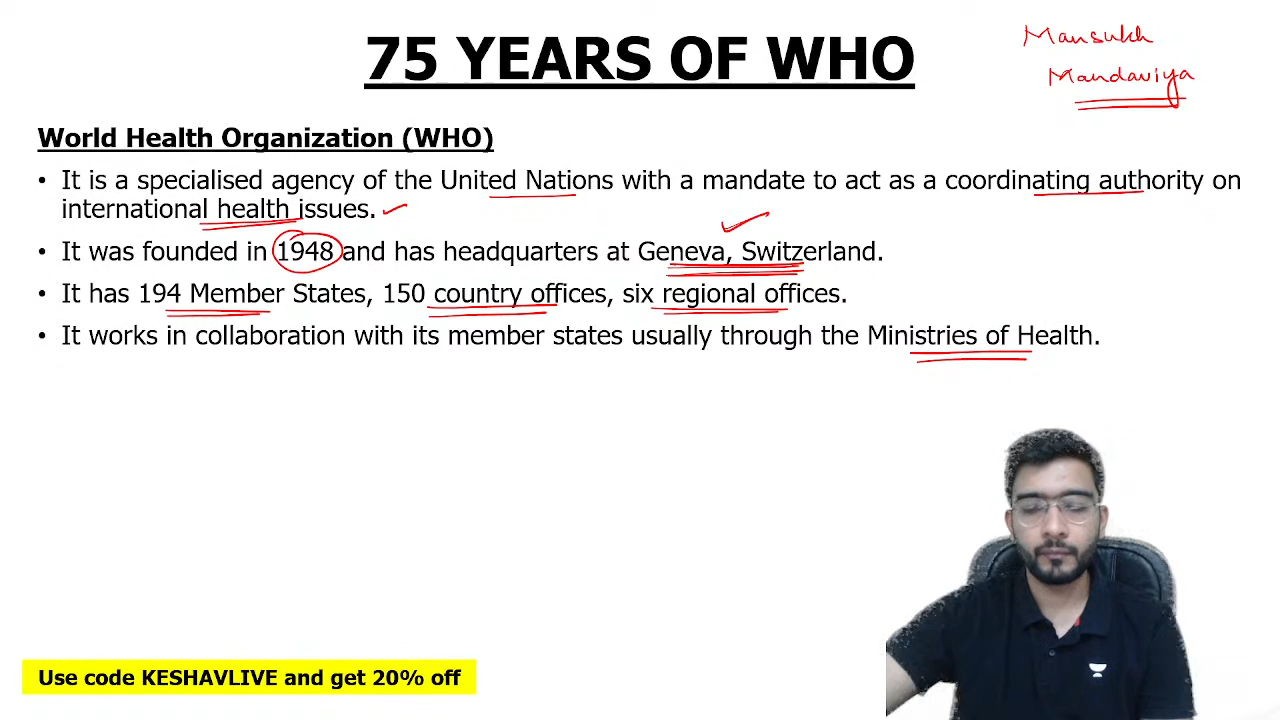 75 YEARS OF WHO
Mansukh
Mandaviya
World Health Organization (WHO)
• It is a specialised agency of the United Nations with a mandate to act as a coordinating authority on
international health issues.
• It was founded in 1948 and has headquarters at Geneva, Switzerland.
• It has 194 Member States, 150 country offices, six regional offices.
• It works in collaboration with its member states usually through the Ministries of Health.
Use code KESHAVLIVE and get 20% off